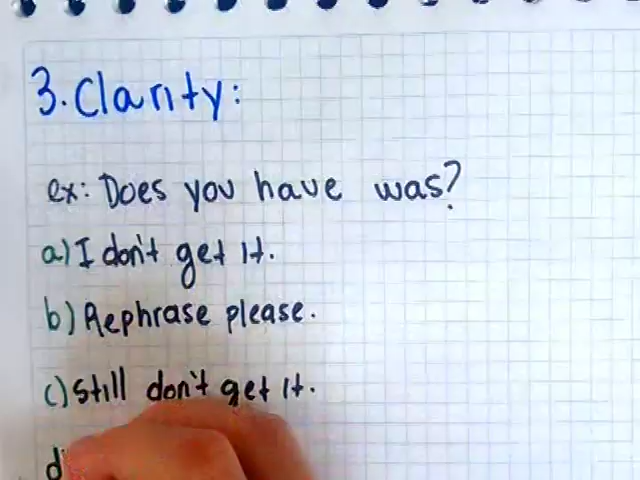 3. Clarity:
ex: Does you have was?
a) I don't get it.
b) Rephrase please.
c) Still don't get it.
d)